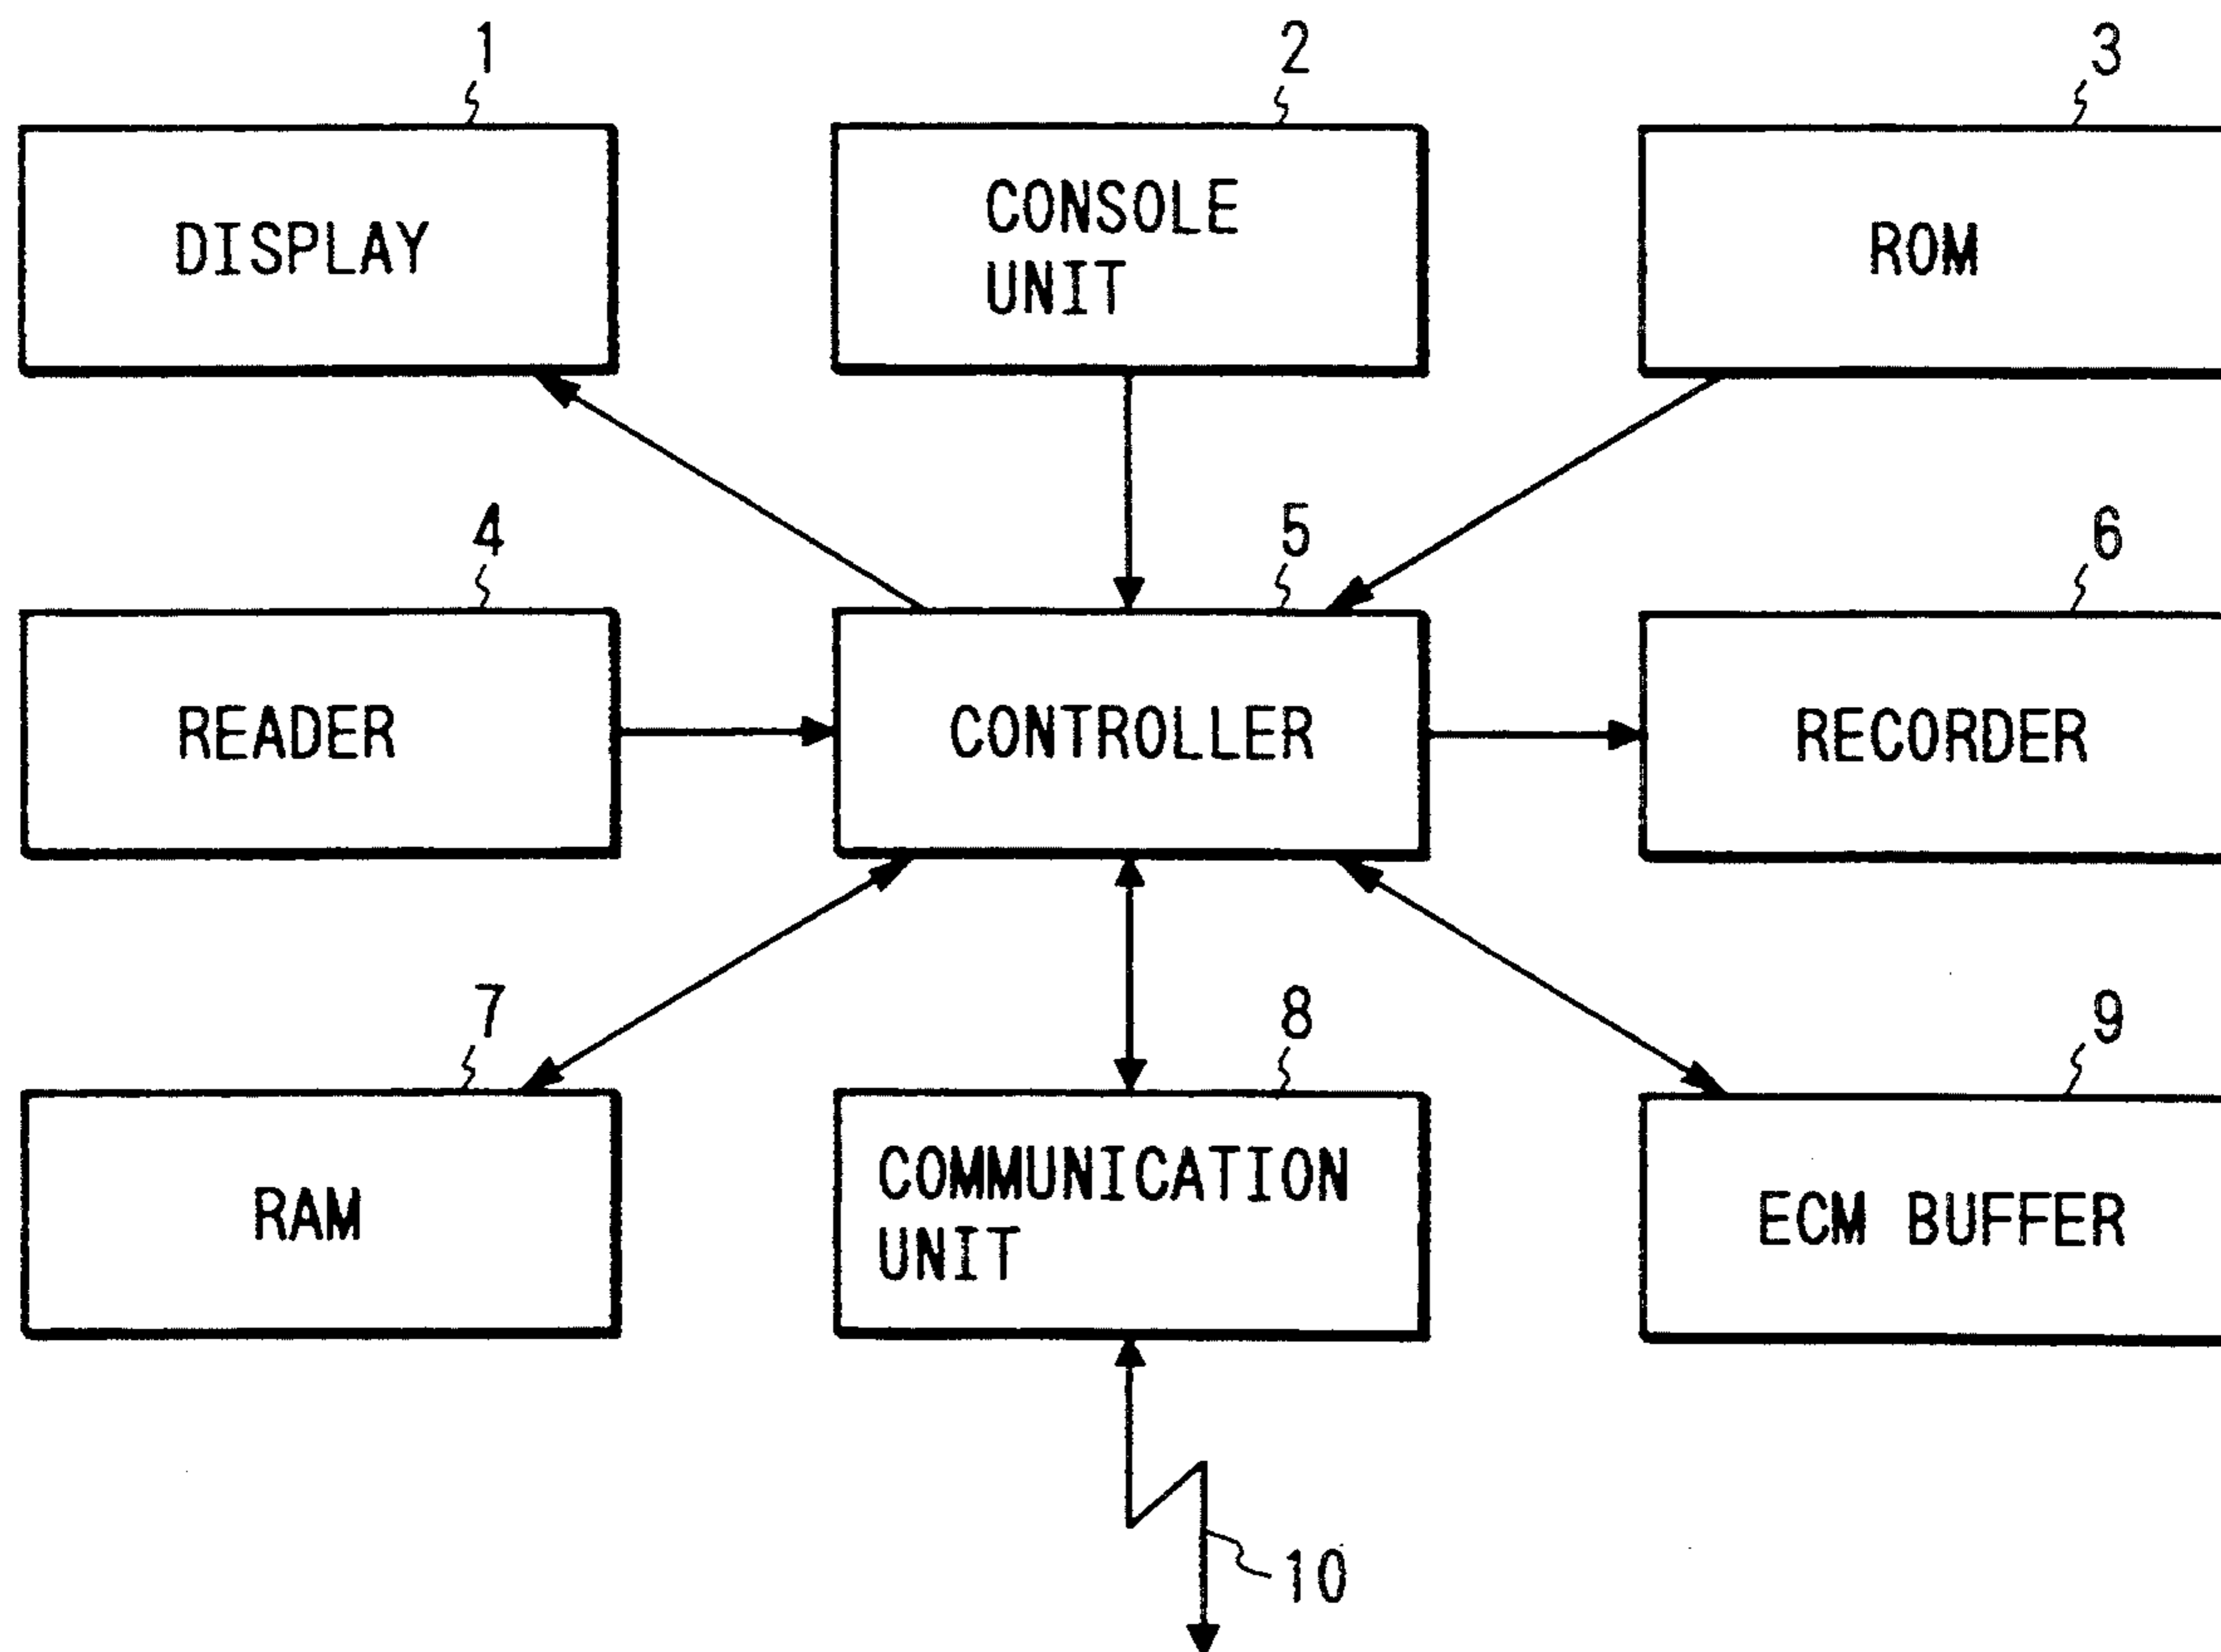 1
2
3
DISPLAY
CONSOLE
UNIT
ROM
4
5
6
READER
CONTROLLER
RECORDER
7
8
9
RAM
COMMUNICATION
UNIT
ECM BUFFER
10